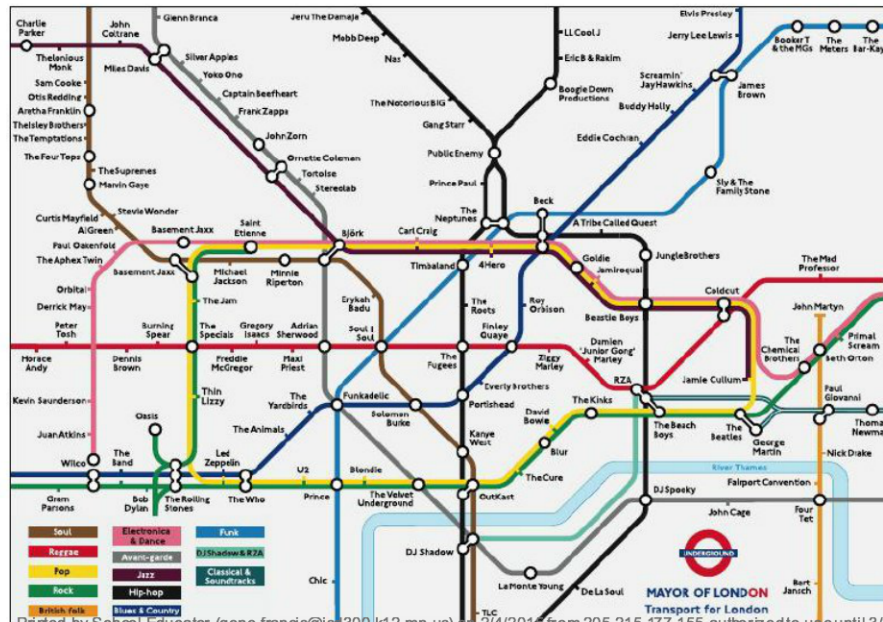 Glenn Branca
Elvis Presley
Charlie
Parker
John
Coltrane
Jeru The Damaja
Mobb Deep
LL Cool J
Jerry Lee Lewis
Booker T
& the MGs
The
Meters
The
Bar-Kay
Thelonious
Monk
Miles Davis
Silver Apples
Nas
Eric B & Rakim
Sam Cooke
Yoko Ono
Screamin'
Jay Hawkins
James
Brown
Otis Redding
Captain Beefheart
The Notorious BIG
Boogie Down
Productions
Buddy Holly
Aretha Franklin
Frank Zappa
The Isley Brothers
Gang Starr
Eddie Cochran
The Temptations
John Zorn
The Four Tops
Ornette Coleman
Public Enemy
The Supremes
Tortoise
Sly & The
Family Stone
Marvin Gaye
Stereolab
Prince Paul
Curtis Mayfield
Stevie Wonder
The
Neptunes
Beck
A Tribe Called Quest
Al Green
Basement Jaxx
Saint
Etienne
Björk
Carl Craig
Paul Oakenfold
Goldie
Jungle Brothers
The Aphex Twin
Basement Jaxx
Michael
Jackson
Minnie
Riperton
Timbaland
4Hero
Jamiroquai
The Mad
Professor
Orbital
Erykah
Badu
Derrick May
The Jam
The
Roots
Roy
Orbison
Beastie Boys
Coldcut
John Martyn
Peter
Tosh
Burning
Spear
The
Specials
Gregory
Isaacs
Adrian
Sherwood
Soul II
Soul
Finley
Quaye
Damien
'Junior Gong'
Marley
The
Chemical
Brothers
Primal
Scream
Horace
Andy
Dennis
Brown
Freddie
McGregor
Maxi
Priest
The
Fugees
Ziggy
Marley
RZA
Beth Orton
Jamie Cullum
Kevin Saunderson
Thin
Lizzy
The
Yardbirds
Funkadelic
Solomon
Burke
Everly Brothers
Portishead
The Kinks
Paul
Giovanni
Juan Atkins
Oasis
The Animals
Kanye
West
David
Bowie
The Beach
Boys
The
Beatles
George
Martin
Thomas
Newma
Wilco
The
Band
Led
Zeppelin
U2
Blondie
Blur
Nick Drake
The Cure
River Thames
Fairport Convention
Gram
Parsons
Bob
Dylan
The Rolling
Stones
The Who
Prince
The Velvet
Underground
OutKast
DJ Spooky
John Cage
Four
Tet
Soul
Electronica
& Dance
Funk
Reggae
Avant-garde
DJ Shadow & RZA
Pop
Jazz
Classical &
Soundtracks
Rock
Hip-hop
British folk
Blues & Country
DJ Shadow
Chic
La Monte Young
De La Soul
TLC
UNDERGROUND
MAYOR OF LONDON
Transport for London
Bert
Jansch